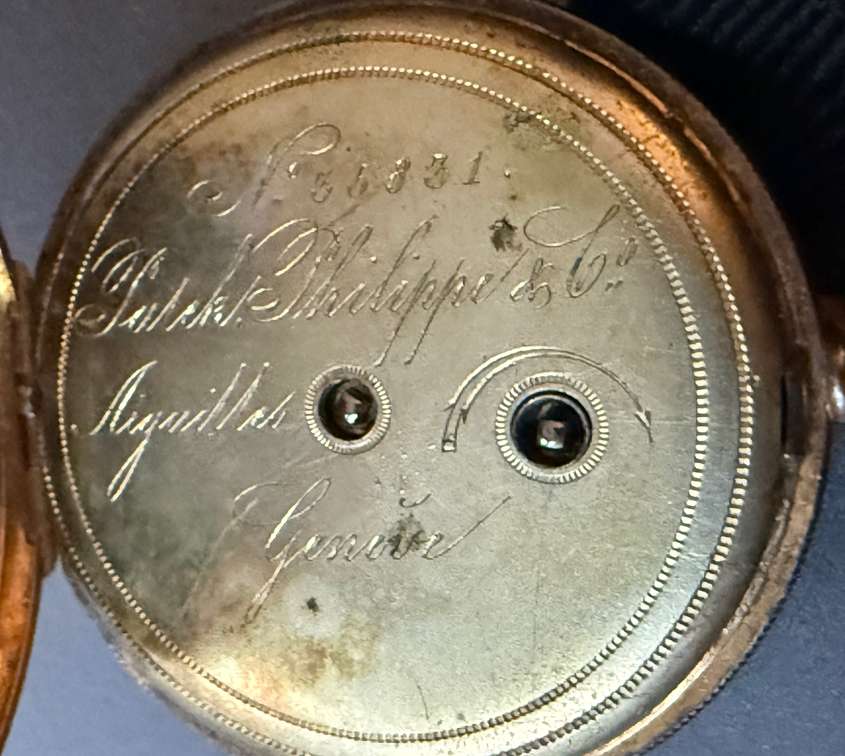 No. 35831.
Patek, Philippe & Co.
Aiguilles
Genève